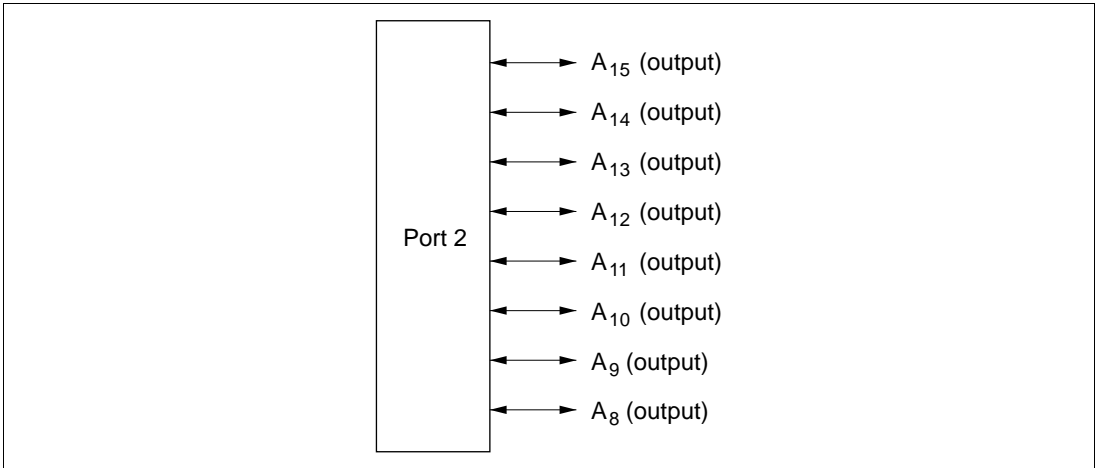 A15 (output)
A14 (output)
A13 (output)
A12 (output)
Port 2
A11 (output)
A10 (output)
A9 (output)
A8 (output)